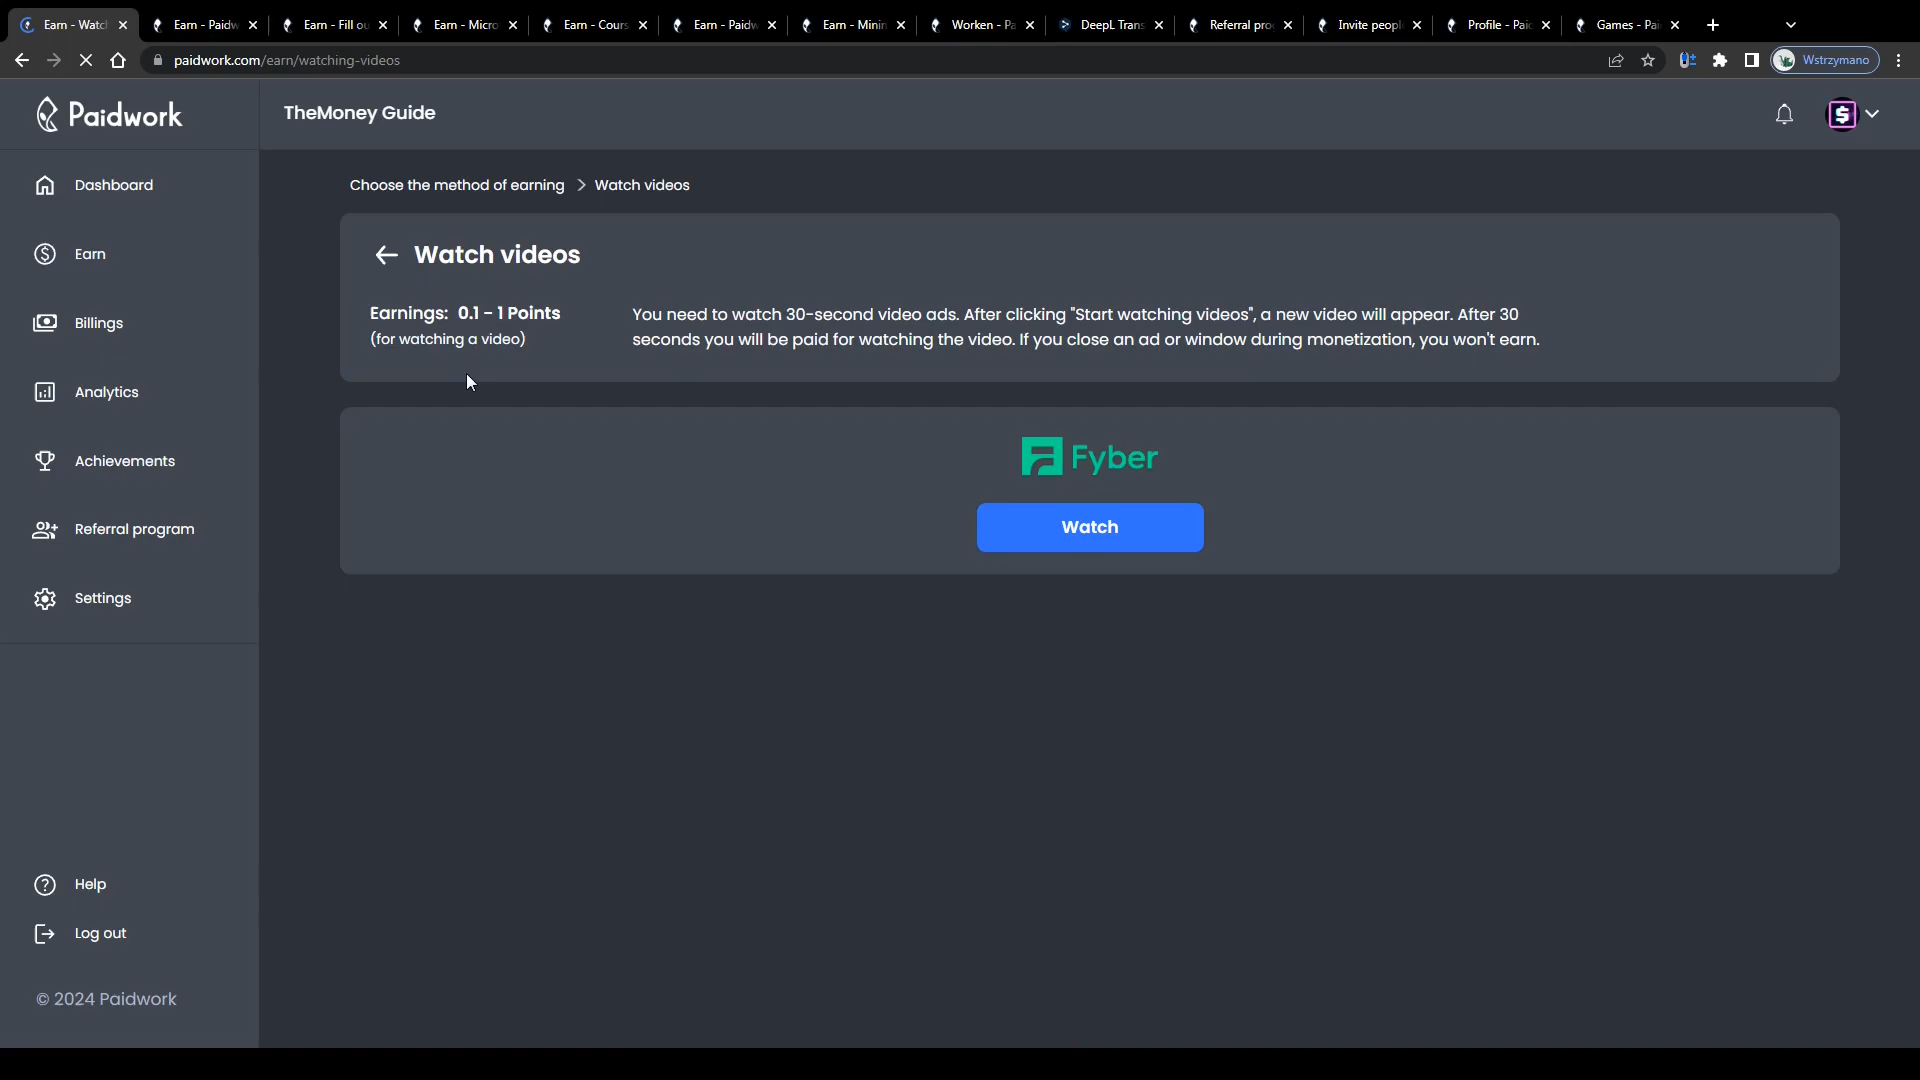 Earn - Watch
Earn - Paidw
Earn - Fill ou
Earn - Micro
Earn - Cours
Earn - Paidw
Earn - Minin
Worken - Pa
DeepL Trans
Referral pro
Invite peopl
Profile - Paid
Games - Pai
paidwork.com/earn/watching-videos
Wstrzymano
Paidwork
TheMoney Guide
Dashboard
Earn
Billings
Analytics
Achievements
Referral program
Settings
Help
Log out
© 2024 Paidwork
Choose the method of earning > Watch videos
Watch videos
Earnings: 0.1 - 1 Points
(for watching a video)
You need to watch 30-second video ads. After clicking "Start watching videos", a new video will appear. After 30
seconds you will be paid for watching the video. If you close an ad or window during monetization, you won't earn.
Fyber
Watch